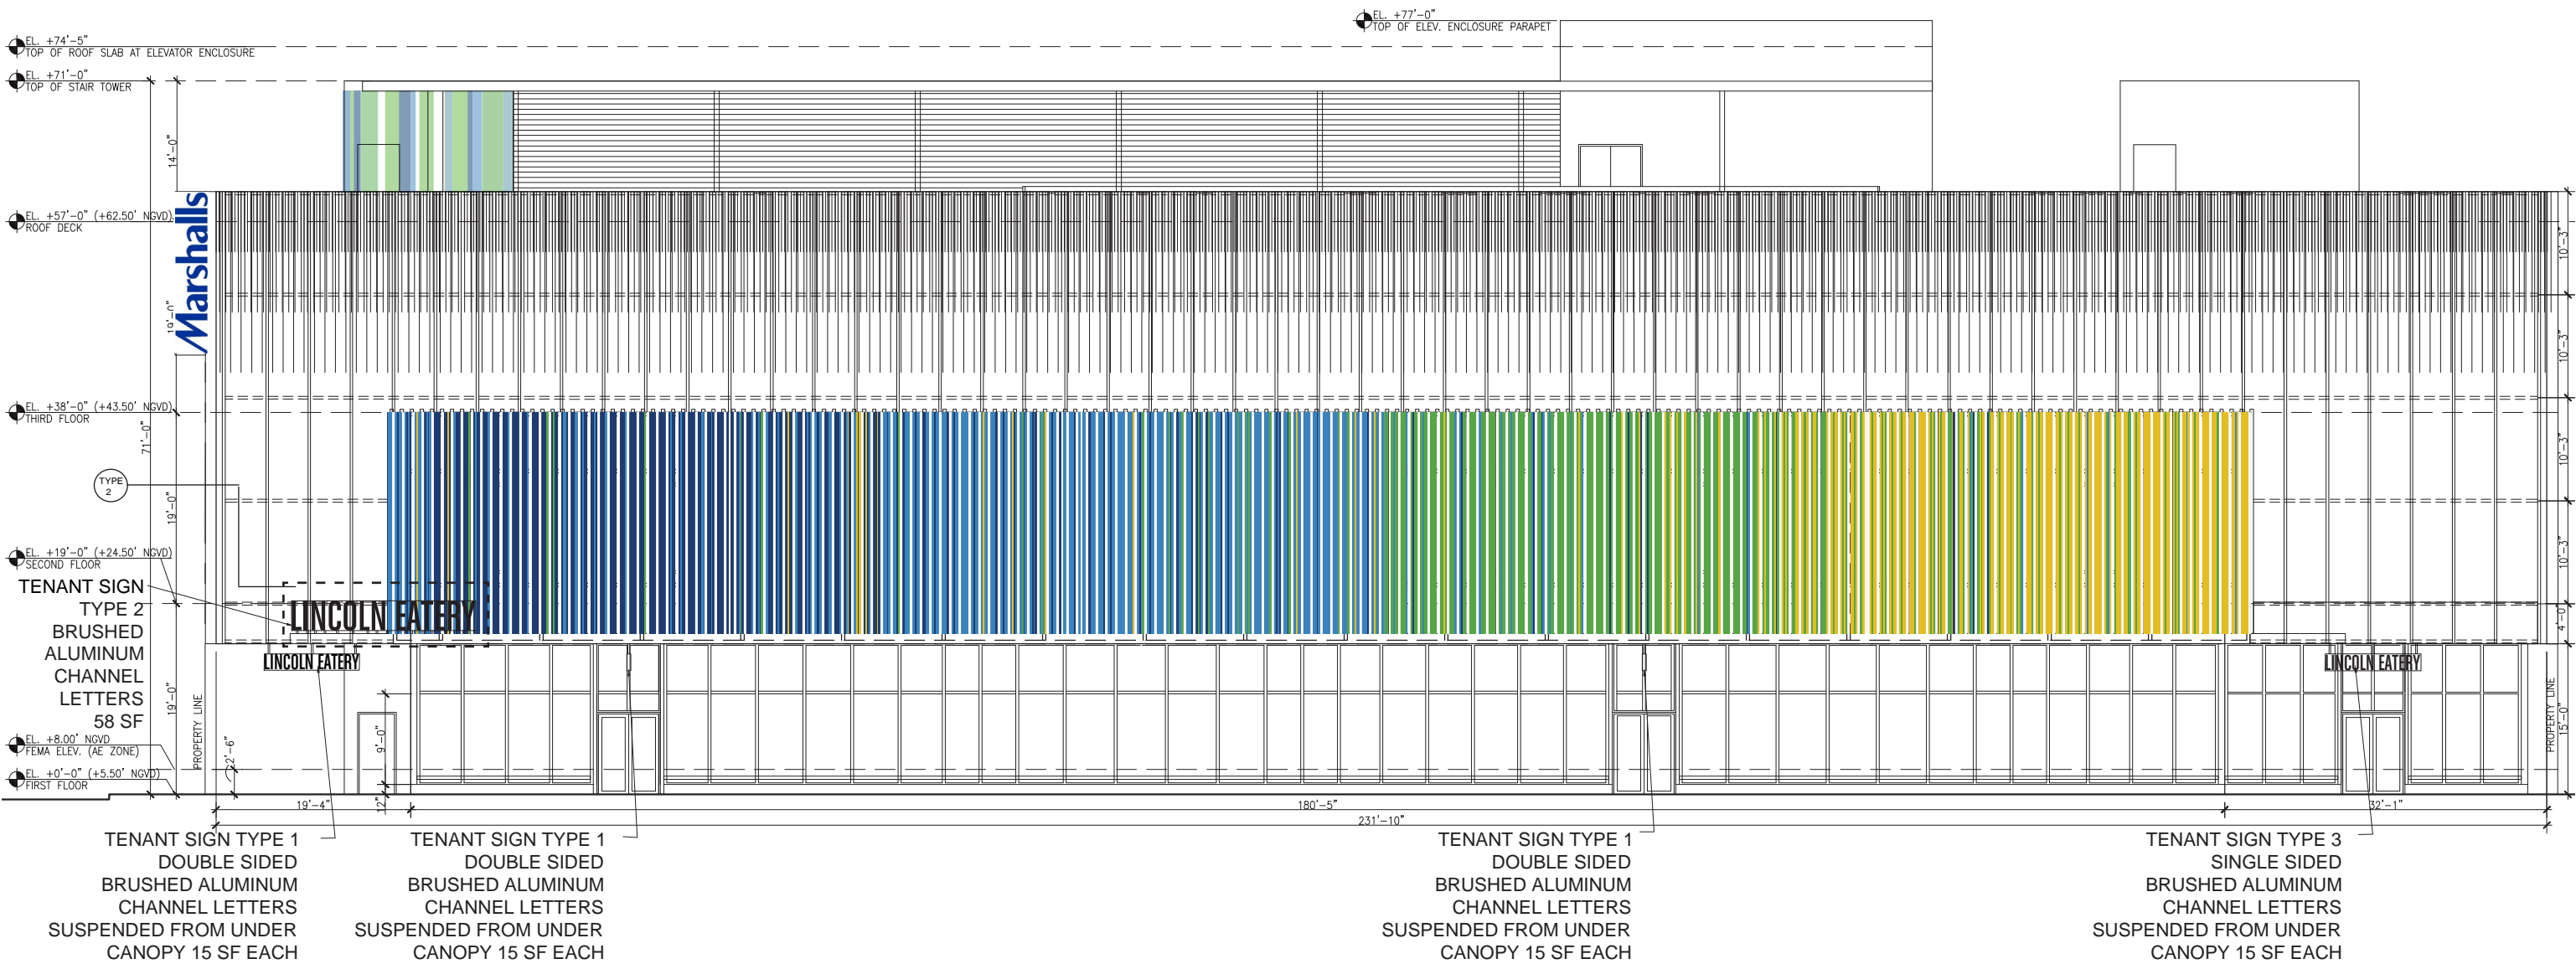 EL. +77'-0"
TOP OF ELEV. ENCLOSURE PARAPET
EL. +74'-5"
TOP OF ROOF SLAB AT ELEVATOR ENCLOSURE
EL. +71'-0"
TOP OF STAIR TOWER
14'-0"
Marshalls
EL. +57'-0" (+62.50' NGVD)
ROOF DECK
10'-3"
19'-0"
10'-3"
EL. +38'-0" (+43.50' NGVD)
THIRD FLOOR
71'-0"
10'-3"
TYPE
2
19'-0"
10'-3"
EL. +19'-0" (+24.50' NGVD)
SECOND FLOOR
TENANT SIGN
TYPE 2
BRUSHED
ALUMINUM
CHANNEL
LETTERS
58 SF
LINCOLN EATERY
4'-0"
LINCOLN EATERY
LINCOLN EATERY
19'-0"
PROPERTY LINE
PROPERTY LINE
15'-0"
EL. +8.00' NGVD
FEMA ELEV. (AE ZONE)
2'-6"
9'-0"
EL. +0'-0" (+5.50' NGVD)
FIRST FLOOR
12"
19'-4"
180'-5"
32'-1"
231'-10"
TENANT SIGN TYPE 1
DOUBLE SIDED
BRUSHED ALUMINUM
CHANNEL LETTERS
SUSPENDED FROM UNDER
CANOPY 15 SF EACH
TENANT SIGN TYPE 1
DOUBLE SIDED
BRUSHED ALUMINUM
CHANNEL LETTERS
SUSPENDED FROM UNDER
CANOPY 15 SF EACH
TENANT SIGN TYPE 1
DOUBLE SIDED
BRUSHED ALUMINUM
CHANNEL LETTERS
SUSPENDED FROM UNDER
CANOPY 15 SF EACH
TENANT SIGN TYPE 3
SINGLE SIDED
BRUSHED ALUMINUM
CHANNEL LETTERS
SUSPENDED FROM UNDER
CANOPY 15 SF EACH